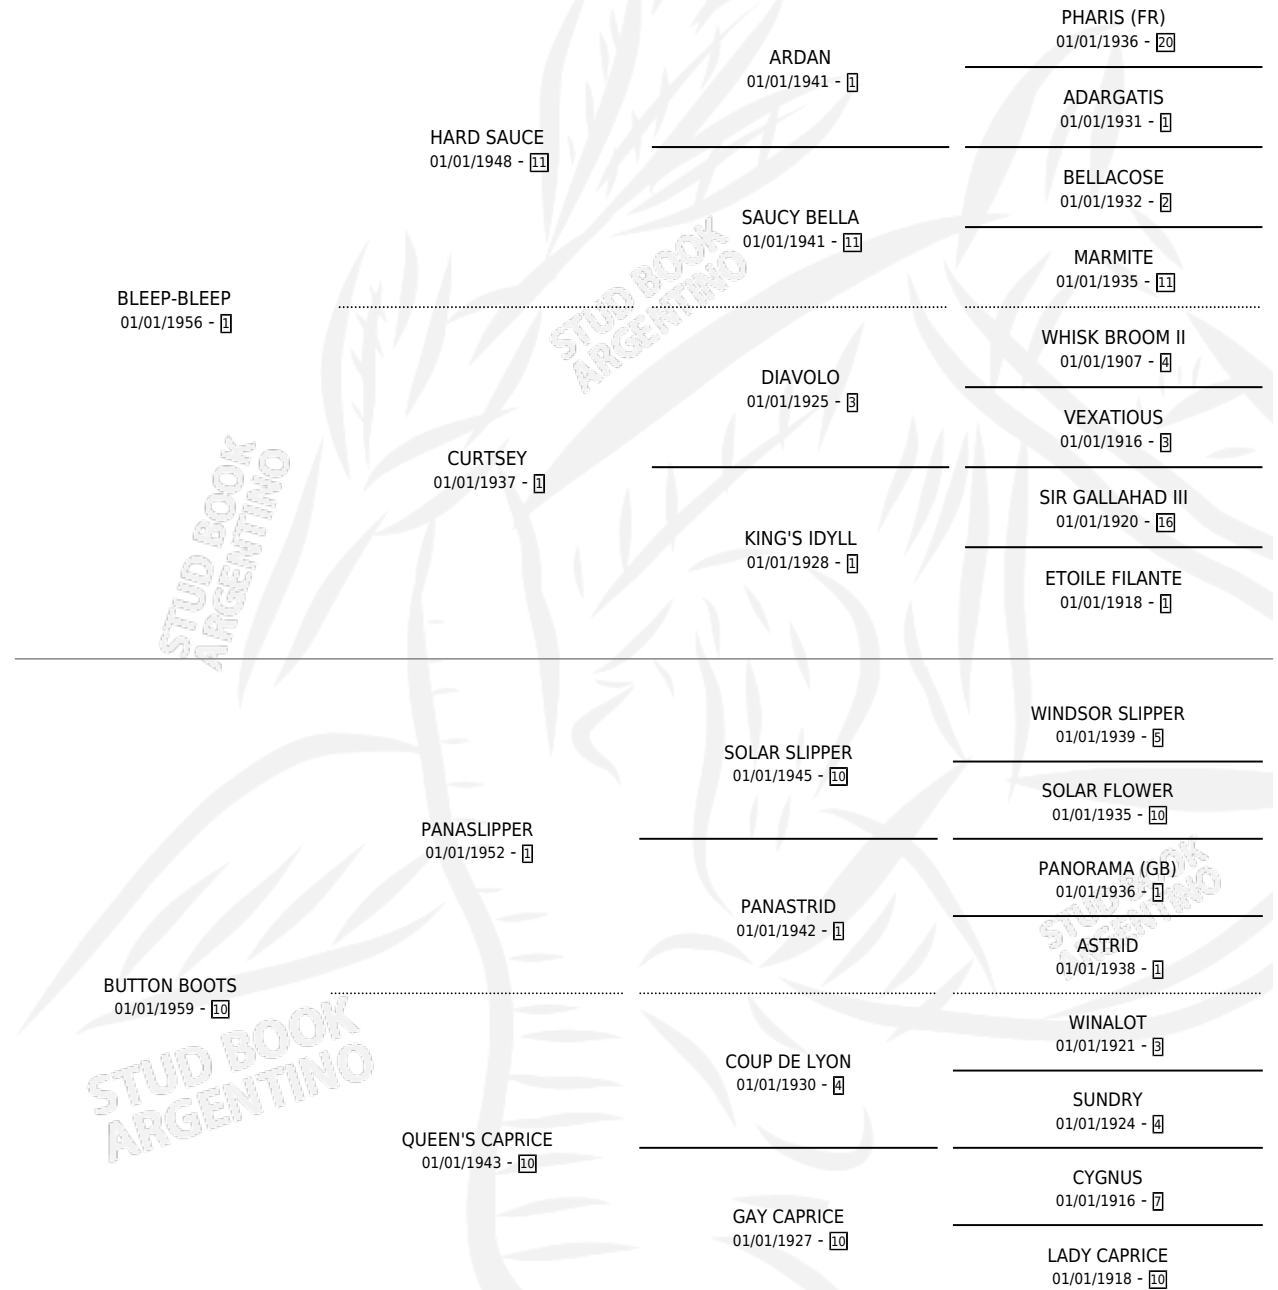 PHARIS (FR)
01/01/1936 - 20
ARDAN
01/01/1941 - 1
ADARGATIS
01/01/1931 - 1
HARD SAUCE
01/01/1948 - 11
BELLACOSE
01/01/1932 - 2
SAUCY BELLA
01/01/1941 - 11
MARMITE
01/01/1935 - 11
BLEEP-BLEEP
01/01/1956 - 1
WHISK BROOM II
01/01/1907 - 4
DIAVOLO
01/01/1925 - 3
VEXATIOUS
01/01/1916 - 3
CURTSEY
01/01/1937 - 1
SIR GALLAHAD III
01/01/1920 - 16
KING'S IDYLL
01/01/1928 - 1
ETOILE FILANTE
01/01/1918 - 1
WINDSOR SLIPPER
01/01/1939 - 5
SOLAR SLIPPER
01/01/1945 - 10
SOLAR FLOWER
01/01/1935 - 10
PANASLIPPER
01/01/1952 - 1
PANORAMA (GB)
01/01/1936 - 1
PANASTRID
01/01/1942 - 1
ASTRID
01/01/1938 - 1
BUTTON BOOTS
01/01/1959 - 10
WINALOT
01/01/1921 - 3
COUP DE LYON
01/01/1930 - 4
SUNDRY
01/01/1924 - 4
QUEEN'S CAPRICE
01/01/1943 - 10
CYGNUS
01/01/1916 - 7
GAY CAPRICE
01/01/1927 - 10
LADY CAPRICE
01/01/1918 - 10
STUD BOOK
ARGENTINO
STUD BOOK
ARGENTINO
STUD BOOK
ARGENTINO
STUD BOOK
ARGENTINO